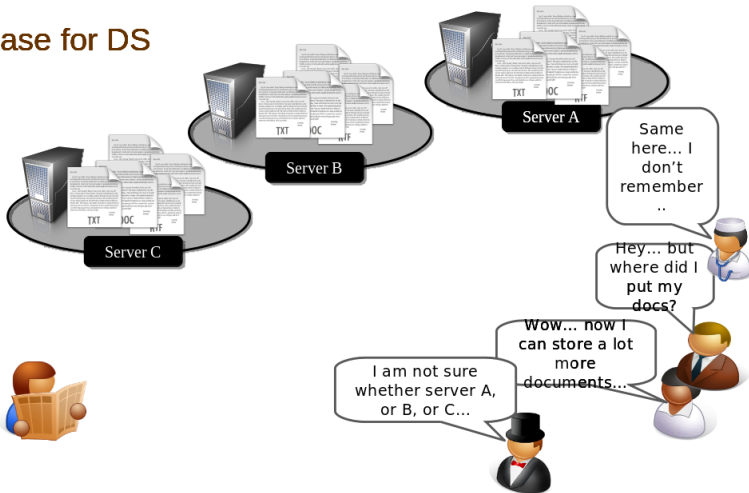 ase for DS
TXT
DOC
RTF
Server A
TXT
DOC
RTF
Server B
TXT
DOC
RTF
Server C
Same
here... I
don't
remember
..
Hey... but
where did I
put my
docs?
Wow... now I
can store a lot
more
documents...
I am not sure
whether server A,
or B, or C...